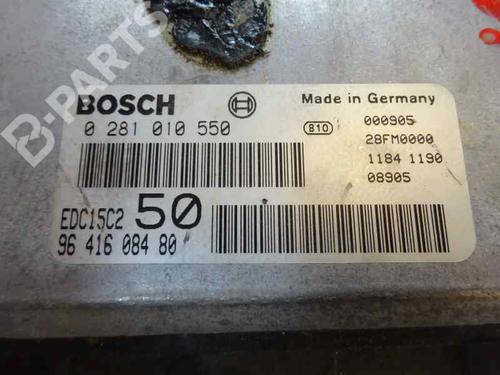 B-PARTS
BOSCH
Made in Germany
0 281 010 550
810
000905
28FM0000
1184 1190
08905
EDC15C2 50
96 416 084 80